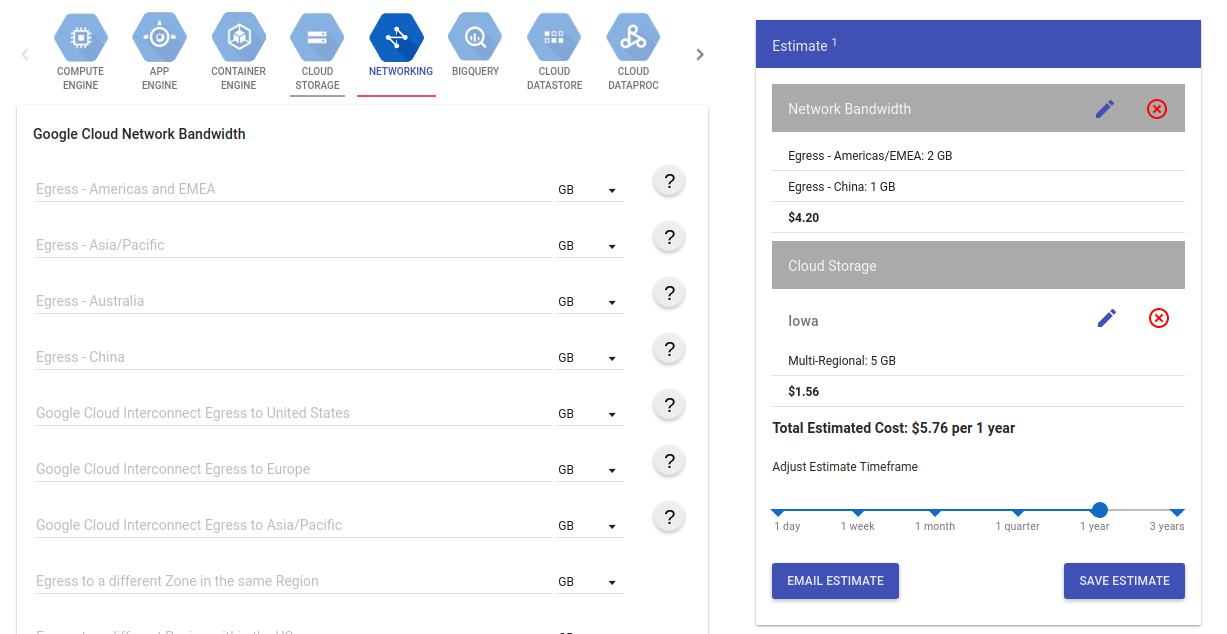 COMPUTE
ENGINE
APP
ENGINE
CONTAINER
ENGINE
CLOUD
STORAGE
NETWORKING
BIGQUERY
CLOUD
DATASTORE
CLOUD
DATAPROC
Google Cloud Network Bandwidth
Egress - Americas and EMEA GB ?
Egress - Asia/Pacific GB ?
Egress - Australia GB ?
Egress - China GB ?
Google Cloud Interconnect Egress to United States GB ?
Google Cloud Interconnect Egress to Europe GB ?
Google Cloud Interconnect Egress to Asia/Pacific GB ?
Egress to a different Zone in the same Region GB
Estimate 1
Network Bandwidth
Egress - Americas/EMEA: 2 GB
Egress - China: 1 GB
$4.20
Cloud Storage
Iowa
Multi-Regional: 5 GB
$1.56
Total Estimated Cost: $5.76 per 1 year
Adjust Estimate Timeframe
1 day 1 week 1 month 1 quarter 1 year 3 years
EMAIL ESTIMATE SAVE ESTIMATE